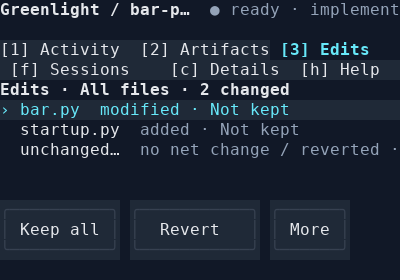 Greenlight / bar-p… ● ready · implement
[1] Activity [2] Artifacts [3] Edits
[f] Sessions [c] Details [h] Help
Edits · All files · 2 changed
› bar.py modified · Not kept
startup.py added · Not kept
unchanged… no net change / reverted ·
Keep all Revert More